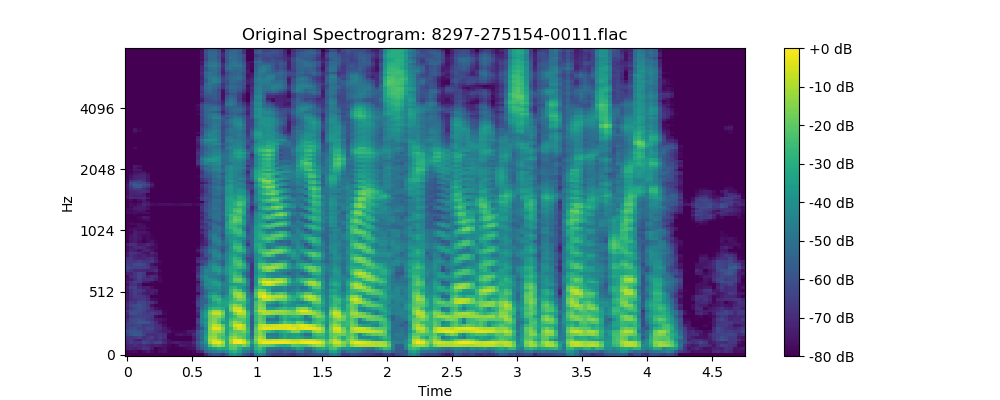 Original Spectrogram: 8297-275154-0011.flac
Hz
4096
2048
1024
512
0
0 0.5 1 1.5 2 2.5 3 3.5 4 4.5
Time
+0 dB
-10 dB
-20 dB
-30 dB
-40 dB
-50 dB
-60 dB
-70 dB
-80 dB